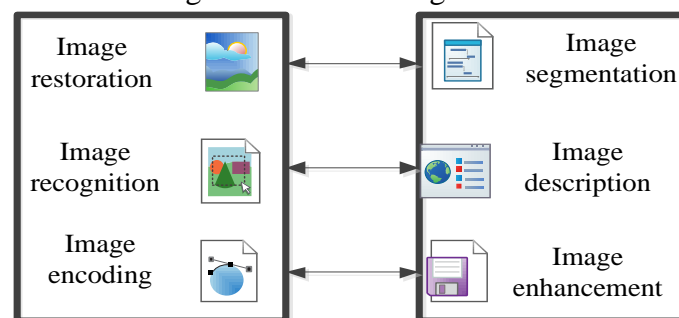 Image
restoration
Image
segmentation
Image
recognition
Image
description
Image
encoding
Image
enhancement